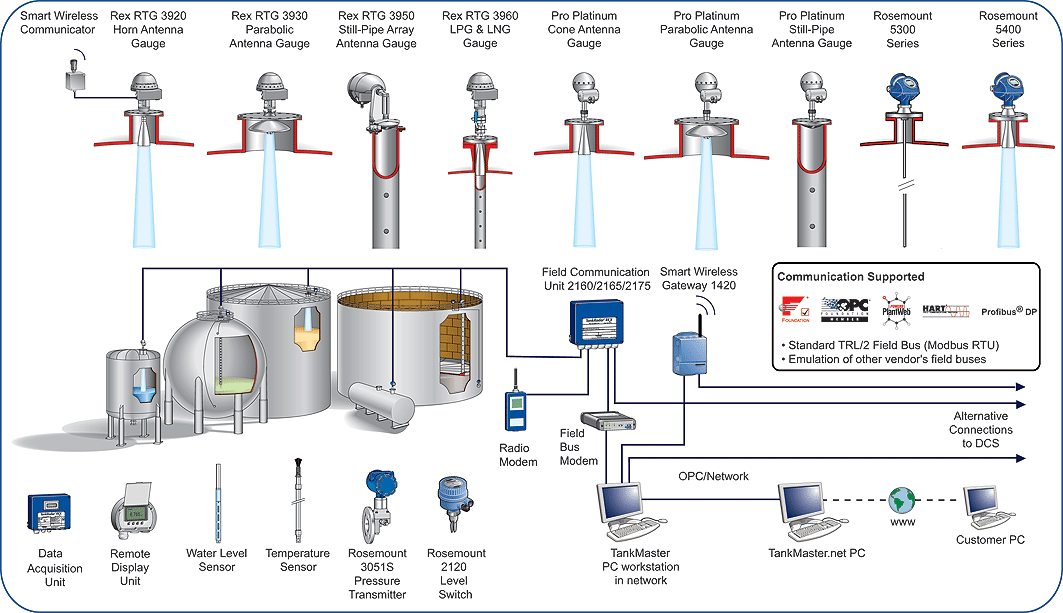 Smart Wireless
Communicator
Rex RTG 3920
Horn Antenna
Gauge
Rex RTG 3930
Parabolic
Antenna Gauge
Rex RTG 3950
Still-Pipe Array
Antenna Gauge
Rex RTG 3960
LPG & LNG
Gauge
Pro Platinum
Cone Antenna
Gauge
Pro Platinum
Parabolic Antenna
Gauge
Pro Platinum
Still-Pipe
Antenna Gauge
Rosemount
5300
Series
Rosemount
5400
Series
Field Communication
Unit 2160/2165/2175
Smart Wireless
Gateway 1420
Communication Supported
FOUNDATION
OPC
FOUNDATION
MEMBER
PlantWeb
HART
Profibus® DP
• Standard TRL/2 Field Bus (Modbus RTU)
• Emulation of other vendor's field buses
Radio
Modem
Field
Bus
Modem
Alternative
Connections
to DCS
OPC/Network
Data
Acquisition
Unit
Remote
Display
Unit
Water Level
Sensor
Temperature
Sensor
Rosemount
3051S
Pressure
Transmitter
Rosemount
2120
Level
Switch
TankMaster
PC workstation
in network
TankMaster.net PC
www
Customer PC